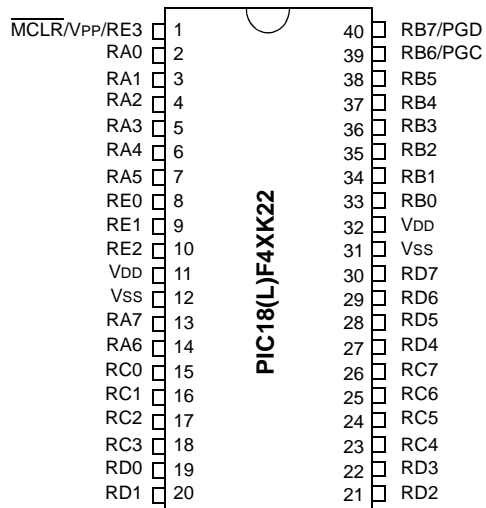 MCLR/VPP/RE3 1 40 RB7/PGD
RA0 2 39 RB6/PGC
RA1 3 38 RB5
RA2 4 37 RB4
RA3 5 36 RB3
RA4 6 35 RB2
RA5 7 34 RB1
RE0 8 33 RB0
RE1 9 32 VDD
RE2 10 31 VSS
VDD 11 30 RD7
VSS 12 29 RD6
RA7 13 28 RD5
RA6 14 27 RD4
RC0 15 26 RC7
RC1 16 25 RC6
RC2 17 24 RC5
RC3 18 23 RC4
RD0 19 22 RD3
RD1 20 21 RD2
PIC18(L)F4XK22